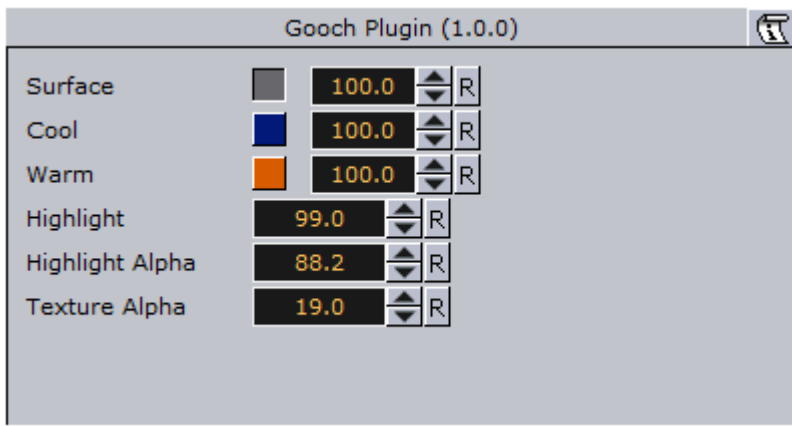 Gooch Plugin (1.0.0)
Surface 100.0 R
Cool 100.0 R
Warm 100.0 R
Highlight 99.0 R
Highlight Alpha 88.2 R
Texture Alpha 19.0 R